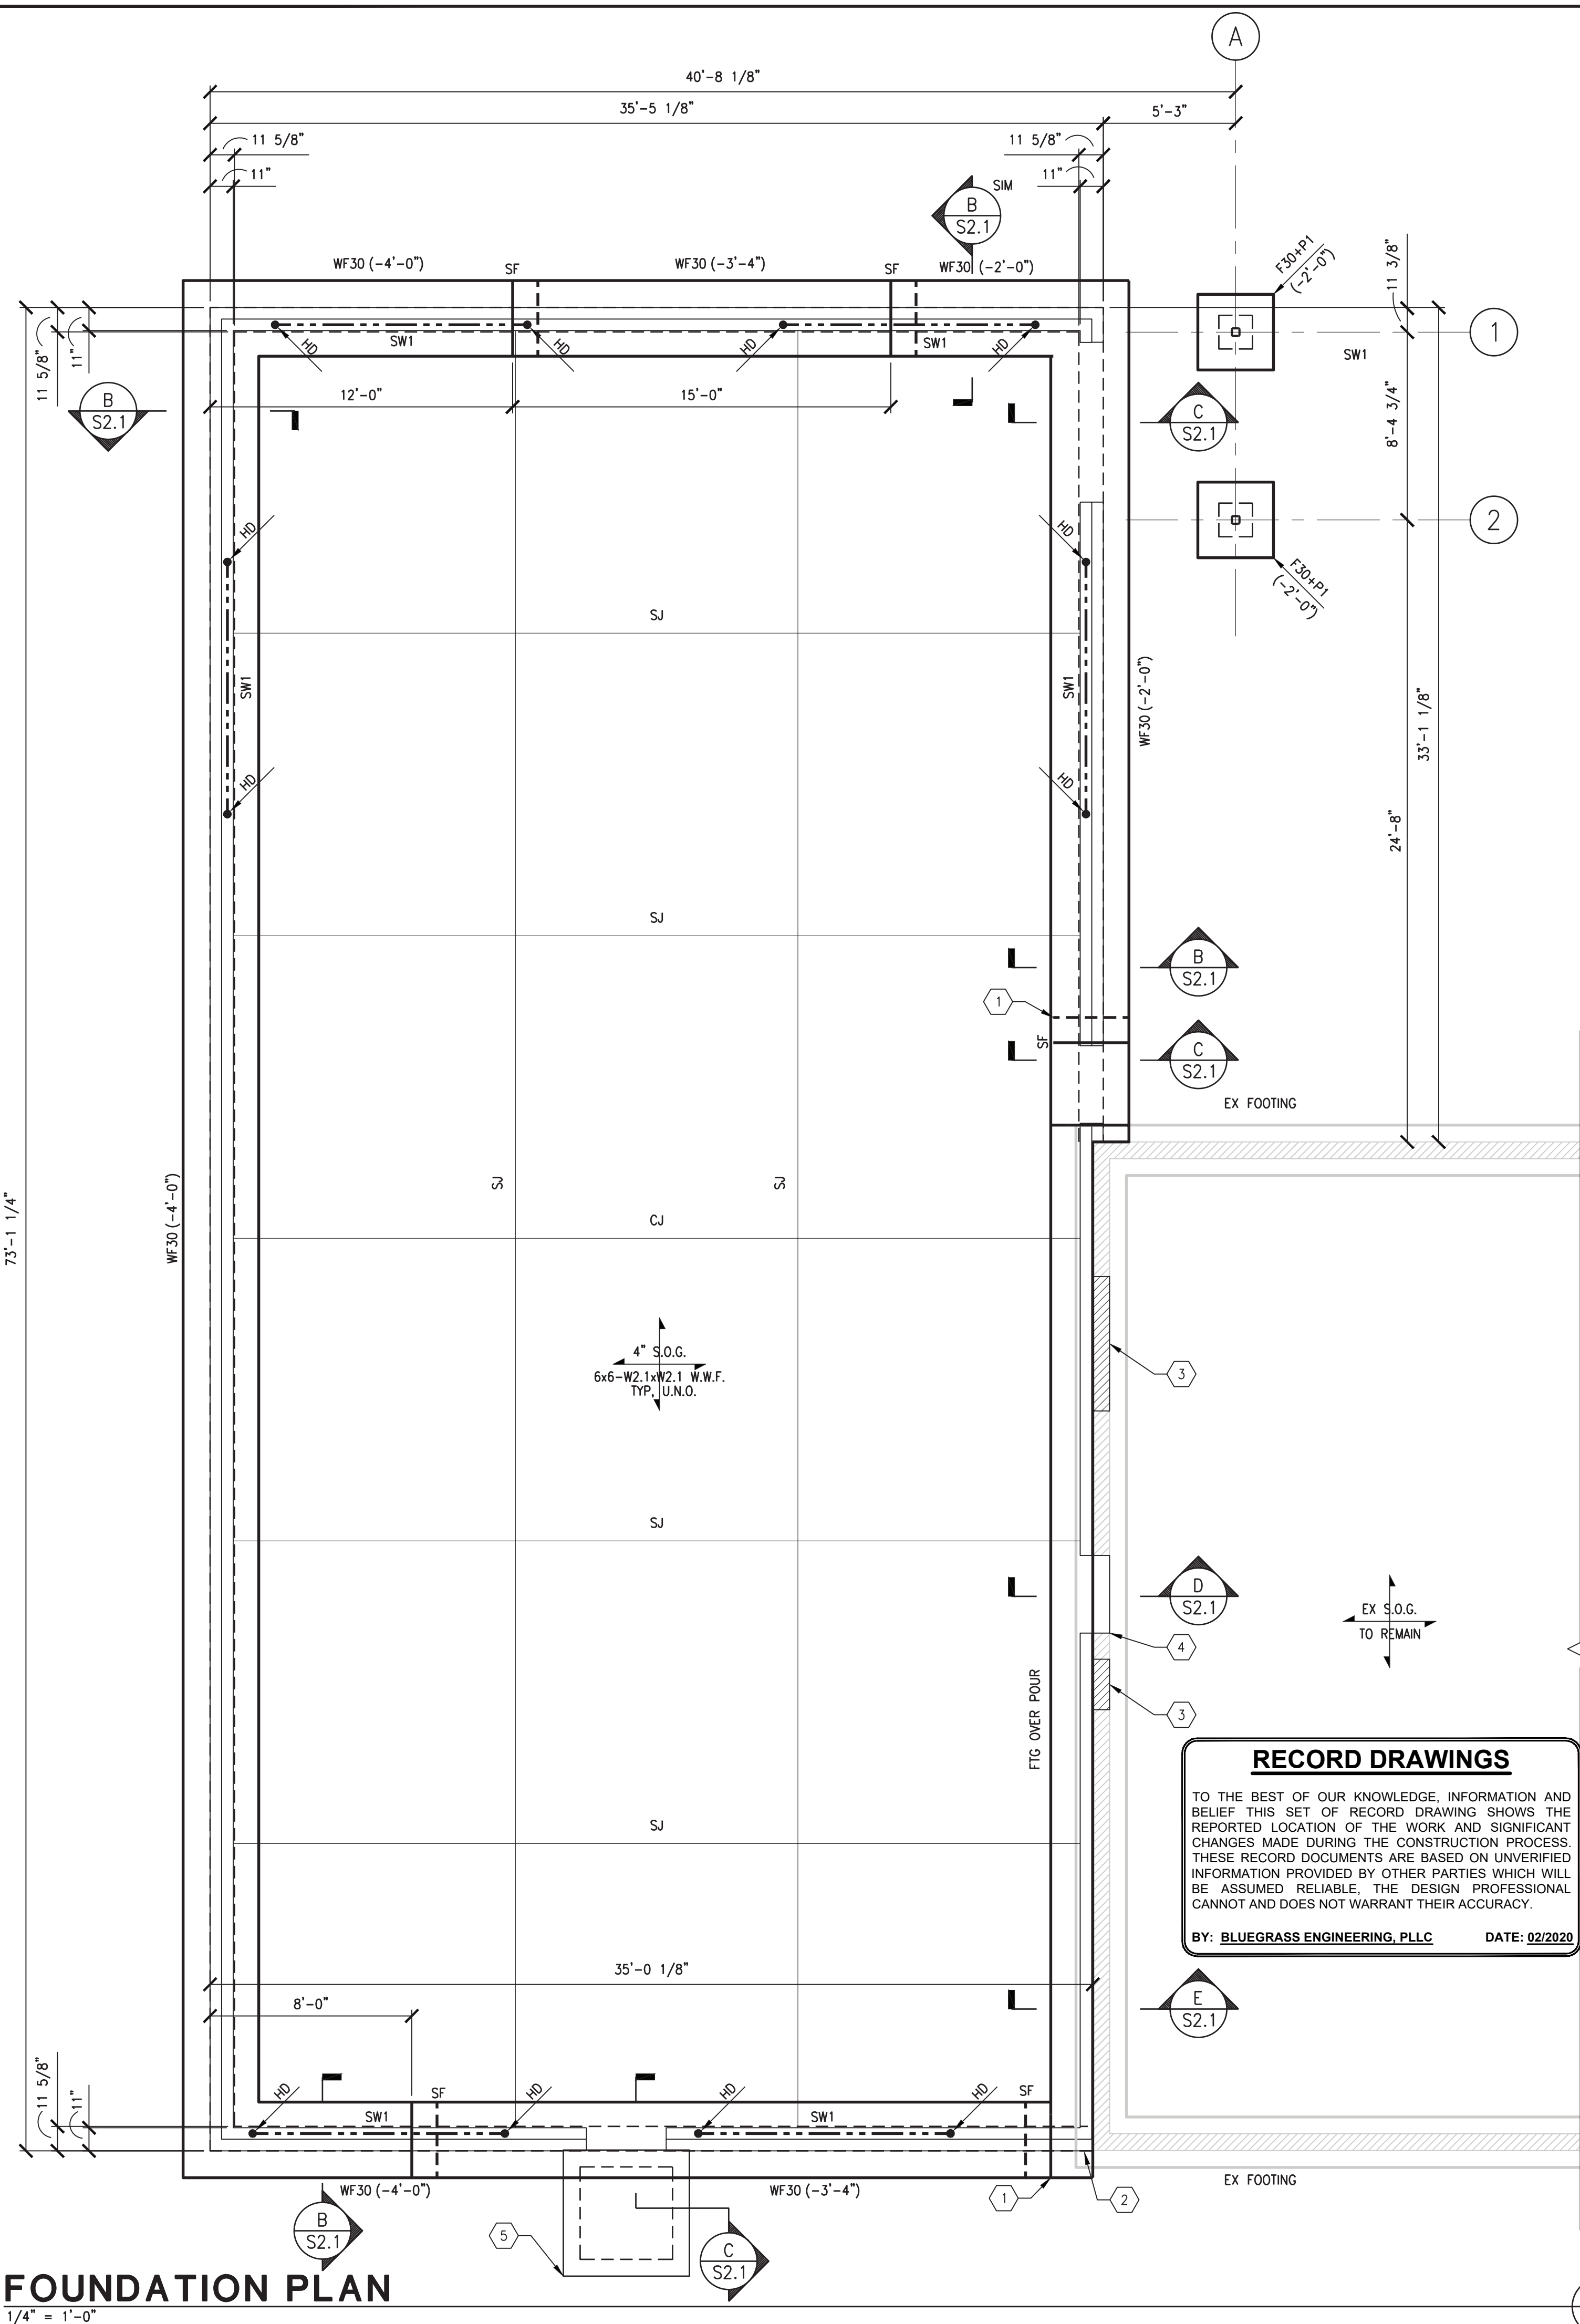 A
40'-8 1/8"
35'-5 1/8"
5'-3"
11 5/8"
11 5/8"
11"
11"
SIM
B
S2.1
F30+P1
(-2'-0")
11 3/8"
WF30 (-4'-0")
SF
WF30 (-3'-4")
SF
WF30 (-2'-0")
1
11 5/8"
11"
SW1
HD
HD
HD
SW1
HD
SW1
B
S2.1
12'-0"
15'-0"
C
S2.1
8'-4 3/4"
2
HD
HD
F30+P1
(-2'-0")
SJ
SW1
SW1
WF30 (-2'-0")
33'-1 1/8"
HD
HD
24'-8"
SJ
B
S2.1
1
SF
C
S2.1
EX FOOTING
73'-1 1/4"
WF30 (-4'-0")
SJ
SJ
CJ
4" S.O.G.
6x6-W2.1xW2.1 W.W.F.
TYP, U.N.O.
3
SJ
D
S2.1
EX S.O.G.
TO REMAIN
4
FTG OVER POUR
3
RECORD DRAWINGS
TO THE BEST OF OUR KNOWLEDGE, INFORMATION AND
BELIEF THIS SET OF RECORD DRAWING SHOWS THE
REPORTED LOCATION OF THE WORK AND SIGNIFICANT
CHANGES MADE DURING THE CONSTRUCTION PROCESS.
THESE RECORD DOCUMENTS ARE BASED ON UNVERIFIED
INFORMATION PROVIDED BY OTHER PARTIES WHICH WILL
BE ASSUMED RELIABLE, THE DESIGN PROFESSIONAL
CANNOT AND DOES NOT WARRANT THEIR ACCURACY.
BY: BLUEGRASS ENGINEERING, PLLC DATE: 02/2020
SJ
35'-0 1/8"
8'-0"
E
S2.1
11 5/8"
11"
HD
SF
HD
HD
HD
SF
SW1
SW1
WF30 (-4'-0")
WF30 (-3'-4")
1
2
EX FOOTING
B
S2.1
5
C
S2.1
FOUNDATION PLAN
1/4" = 1'-0"